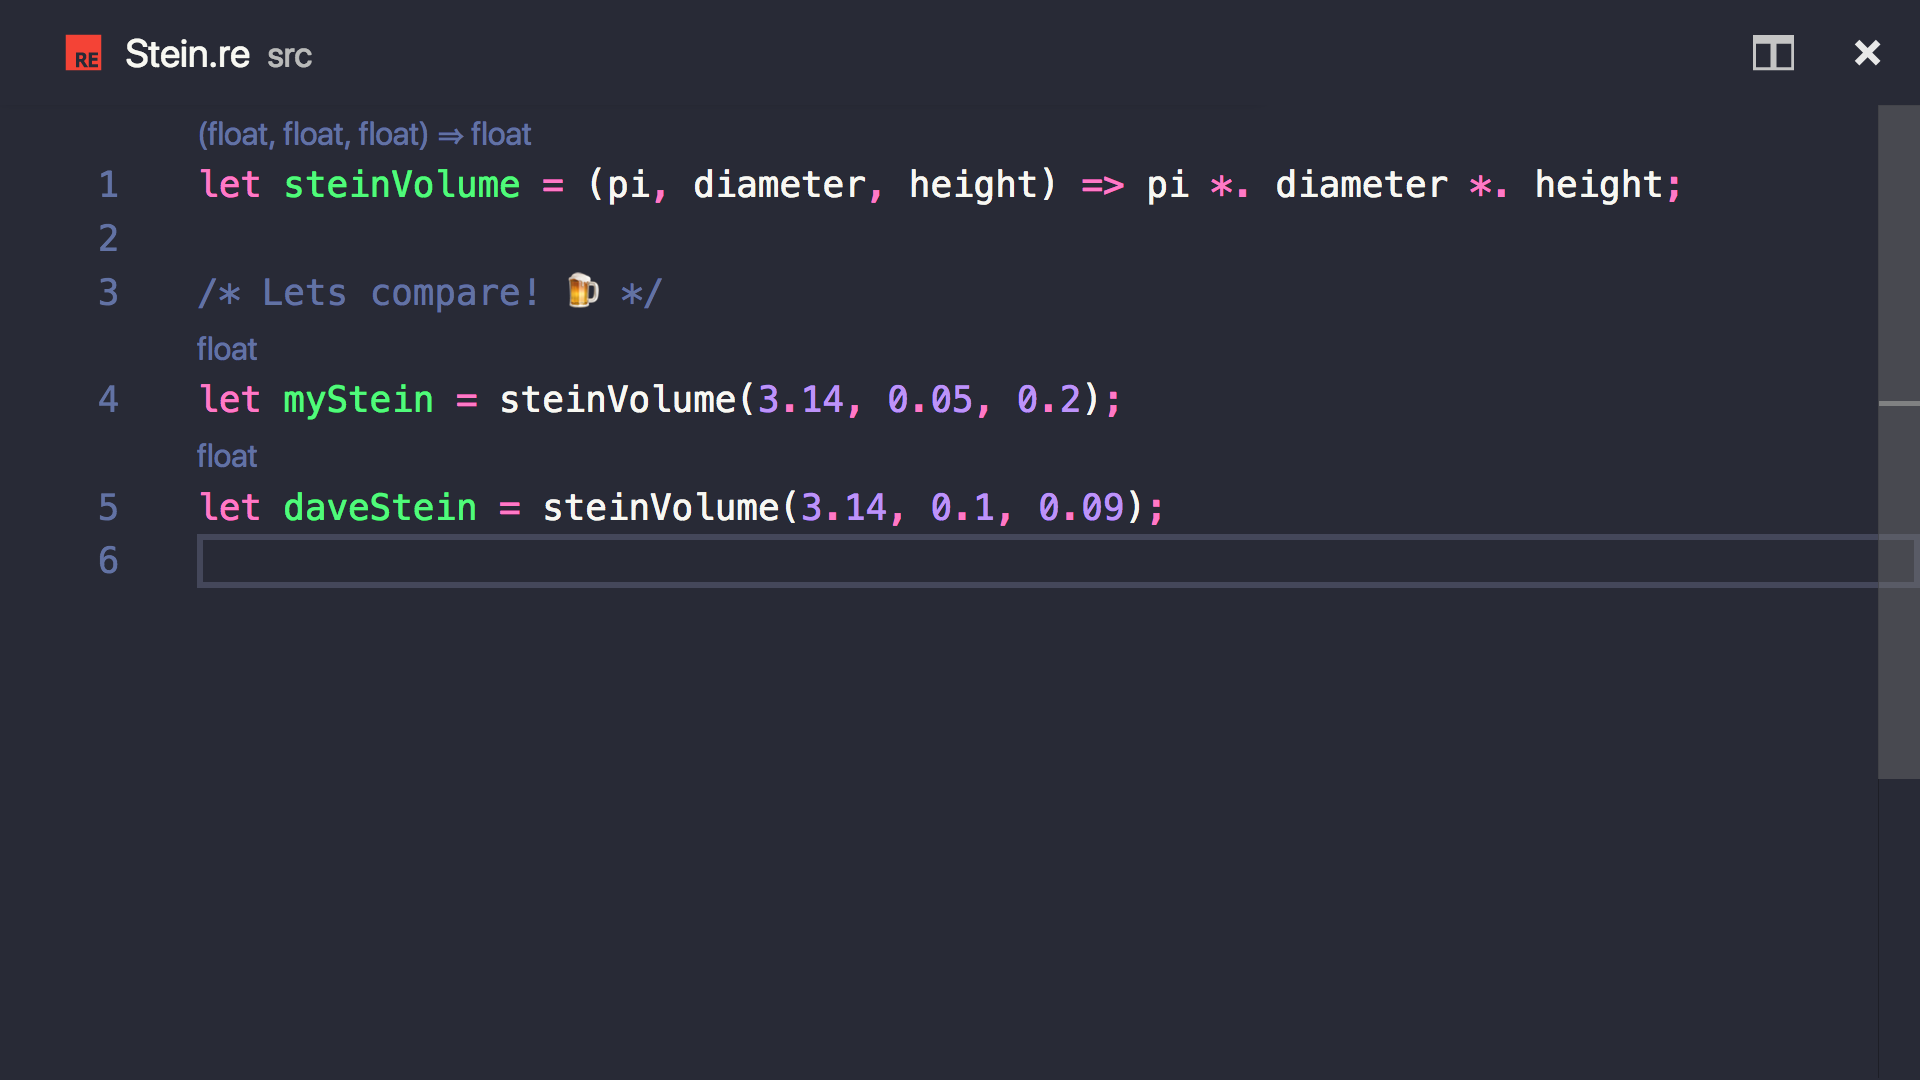 RE Stein.re src
(float, float, float) => float
1 let steinVolume = (pi, diameter, height) => pi *. diameter *. height;
2
3 /* Lets compare! 🍺 */
float
4 let myStein = steinVolume(3.14, 0.05, 0.2);
float
5 let daveStein = steinVolume(3.14, 0.1, 0.09);
6